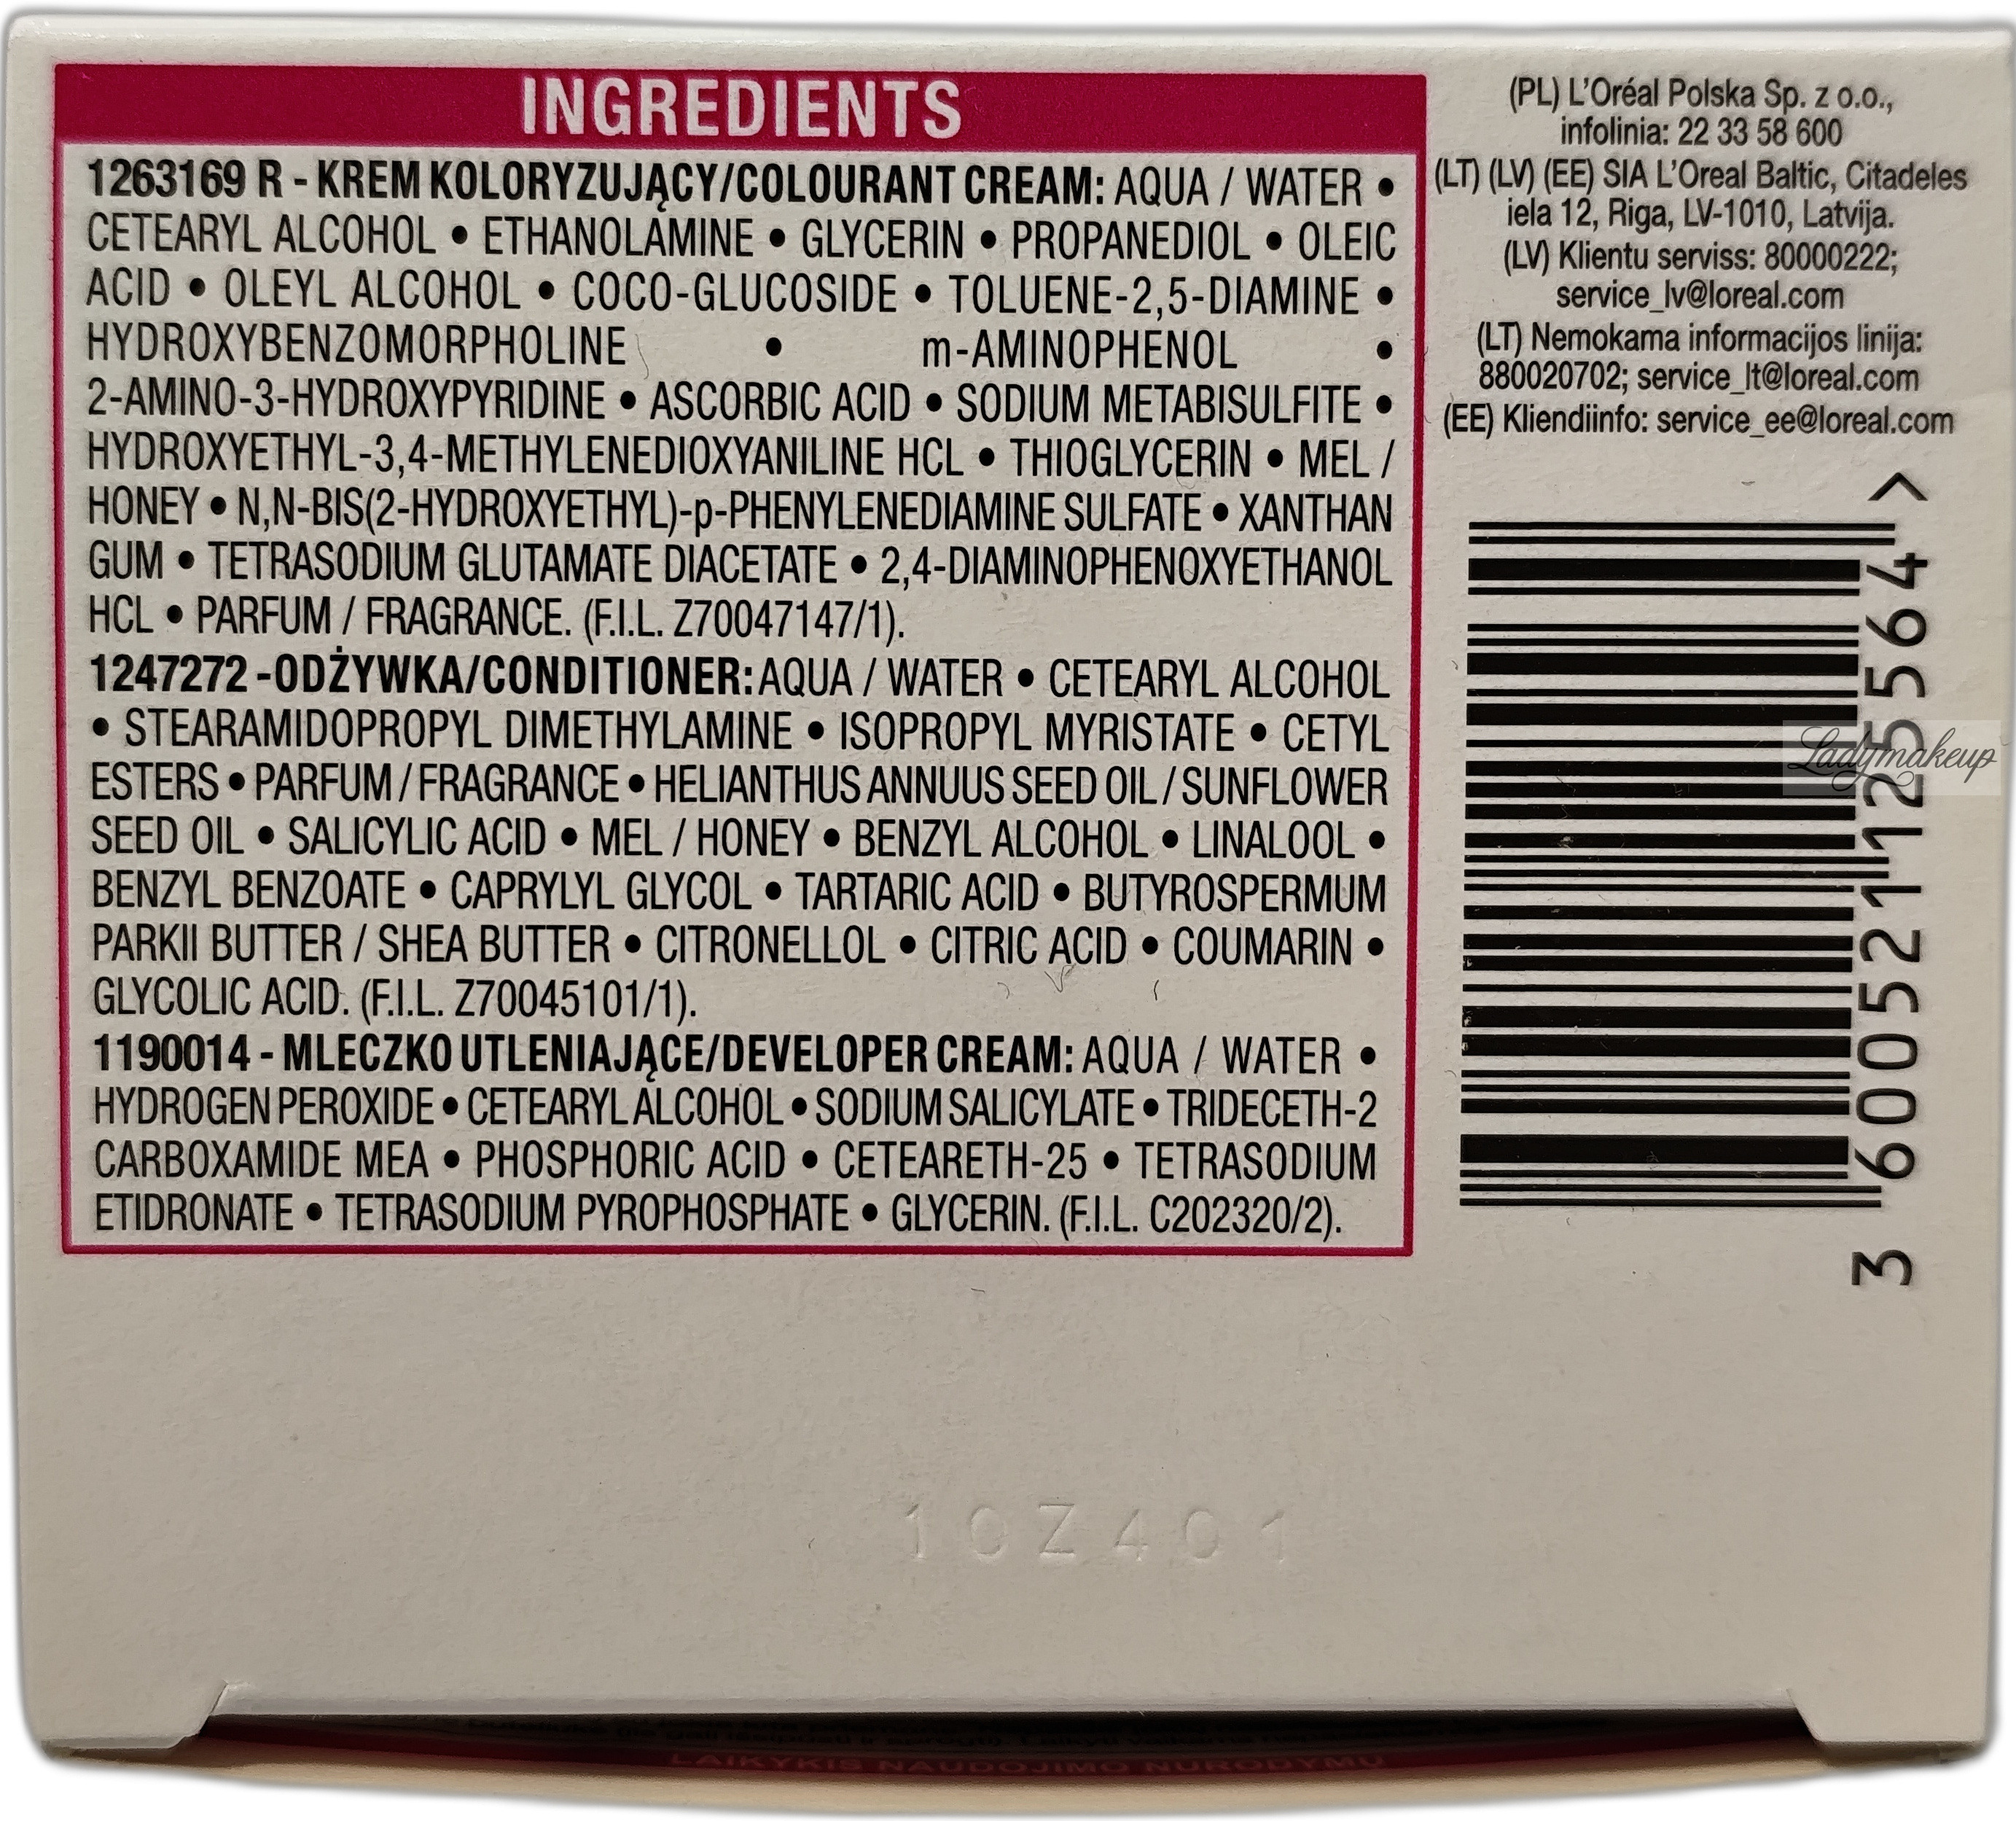 INGREDIENTS
1263169 R - KREM KOLORYZUJĄCY/COLOURANT CREAM: AQUA / WATER •
CETEARYL ALCOHOL • ETHANOLAMINE • GLYCERIN • PROPANEDIOL • OLEIC
ACID • OLEYL ALCOHOL • COCO-GLUCOSIDE • TOLUENE-2,5-DIAMINE •
HYDROXYBENZOMORPHOLINE • m-AMINOPHENOL •
2-AMINO-3-HYDROXYPYRIDINE • ASCORBIC ACID • SODIUM METABISULFITE •
HYDROXYETHYL-3,4-METHYLENEDIOXYANILINE HCL • THIOGLYCERIN • MEL /
HONEY • N,N-BIS(2-HYDROXYETHYL)-p-PHENYLENEDIAMINE SULFATE • XANTHAN
GUM • TETRASODIUM GLUTAMATE DIACETATE • 2,4-DIAMINOPHENOXYETHANOL
HCL • PARFUM / FRAGRANCE. (F.I.L. Z70047147/1).
1247272 -ODŻYWKA/CONDITIONER: AQUA / WATER • CETEARYL ALCOHOL
• STEARAMIDOPROPYL DIMETHYLAMINE • ISOPROPYL MYRISTATE • CETYL
ESTERS • PARFUM / FRAGRANCE • HELIANTHUS ANNUUS SEED OIL / SUNFLOWER
SEED OIL • SALICYLIC ACID • MEL / HONEY • BENZYL ALCOHOL • LINALOOL •
BENZYL BENZOATE • CAPRYLYL GLYCOL • TARTARIC ACID • BUTYROSPERMUM
PARKII BUTTER / SHEA BUTTER • CITRONELLOL • CITRIC ACID • COUMARIN •
GLYCOLIC ACID. (F.I.L. Z70045101/1).
1190014 - MLECZKO UTLENIAJĄCE/DEVELOPER CREAM: AQUA / WATER •
HYDROGEN PEROXIDE • CETEARYL ALCOHOL • SODIUM SALICYLATE • TRIDECETH-2
CARBOXAMIDE MEA • PHOSPHORIC ACID • CETEARETH-25 • TETRASODIUM
ETIDRONATE • TETRASODIUM PYROPHOSPHATE • GLYCERIN. (F.I.L. C202320/2).
(PL) L'Oréal Polska Sp. z o.o.,
infolinia: 22 33 58 600
(LT) (LV) (EE) SIA L'Oreal Baltic, Citadeles
iela 12, Riga, LV-1010, Latvija.
(LV) Klientu serviss: 80000222;
service_lv@loreal.com
(LT) Nemokama informacijos linija:
880020702; service_lt@loreal.com
(EE) Kliendiinfo: service_ee@loreal.com
3 600521 125564 >
Ladymakeup
10Z401
LAIKYKIS NAUDOJIMO NURODYMU